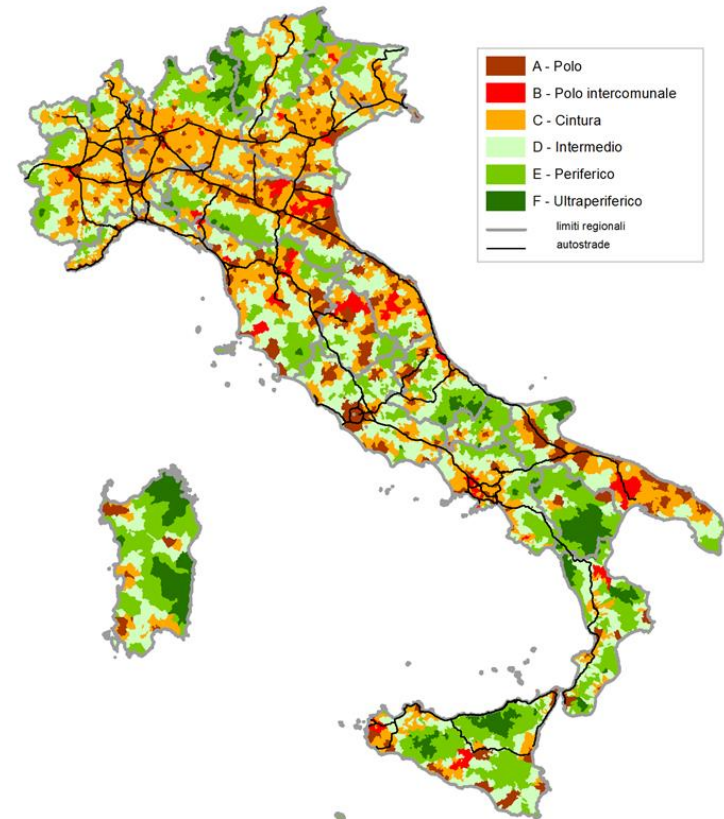 A - Polo
B - Polo intercomunale
C - Cintura
D - Intermedio
E - Periferico
F - Ultraperiferico
limiti regionali
autostrade